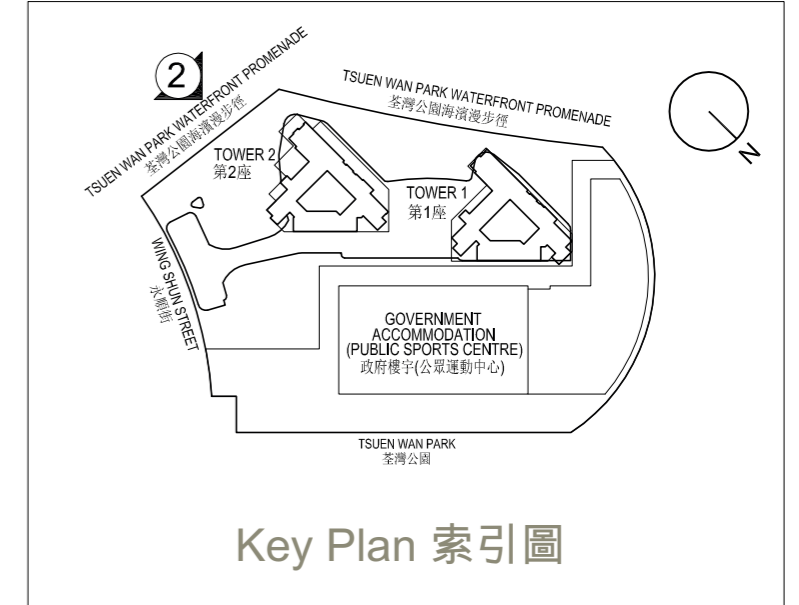 2
TSUEN WAN PARK WATERFRONT PROMENADE
荃灣公園海濱漫步徑
TSUEN WAN PARK WATERFRONT PROMENADE
荃灣公園海濱漫步徑
N
TOWER 2
第2座
TOWER 1
第1座
WING SHUN STREET
永順街
GOVERNMENT
ACCOMMODATION
(PUBLIC SPORTS CENTRE)
政府樓宇(公眾運動中心)
TSUEN WAN PARK
荃灣公園
Key Plan 索引圖